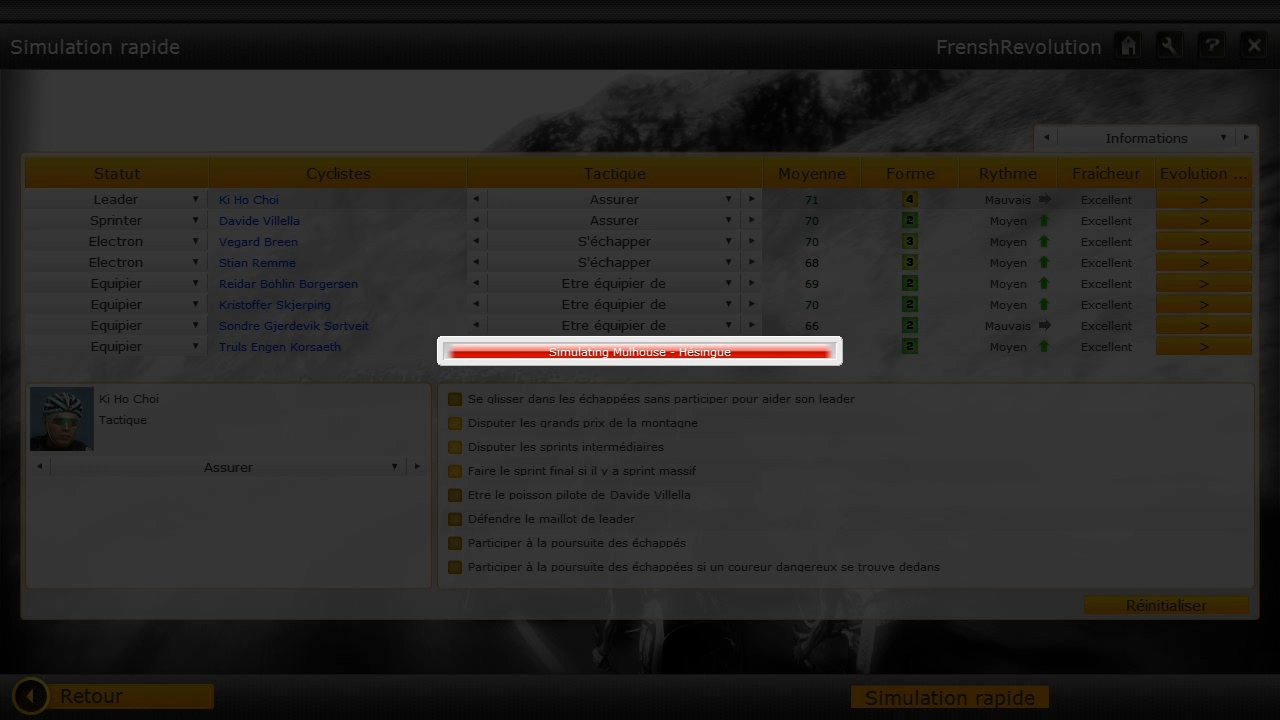 Simulation rapide FrenshRevolution
Informations
Statut Cyclistes Tactique Moyenne Forme Rythme Fraîcheur Evolution ...
Leader Ki Ho Choi Assurer 71 4 Mauvais Excellent >
Sprinter Davide Villella Assurer 70 2 Moyen Excellent >
Electron Vegard Breen S'échapper 70 3 Moyen Excellent >
Electron Stian Remme S'échapper 68 3 Moyen Excellent >
Equipier Reidar Bohlin Borgersen Etre équipier de 69 2 Moyen Excellent >
Equipier Kristoffer Skjerping Etre équipier de 70 2 Moyen Excellent >
Equipier Sondre Gjerdevik Sørtveit Etre équipier de 66 2 Mauvais Excellent >
Equipier Truls Engen Korsaeth 2 Moyen Excellent >
Simulating Mulhouse - Hésingue
Ki Ho Choi
Tactique
Assurer
Se glisser dans les échappées sans participer pour aider son leader
Disputer les grands prix de la montagne
Disputer les sprints intermédiaires
Faire le sprint final si il y a sprint massif
Etre le poisson pilote de Davide Villella
Défendre le maillot de leader
Participer à la poursuite des échappés
Participer à la poursuite des échappées si un coureur dangereux se trouve dedans
Réinitialiser
Retour Simulation rapide